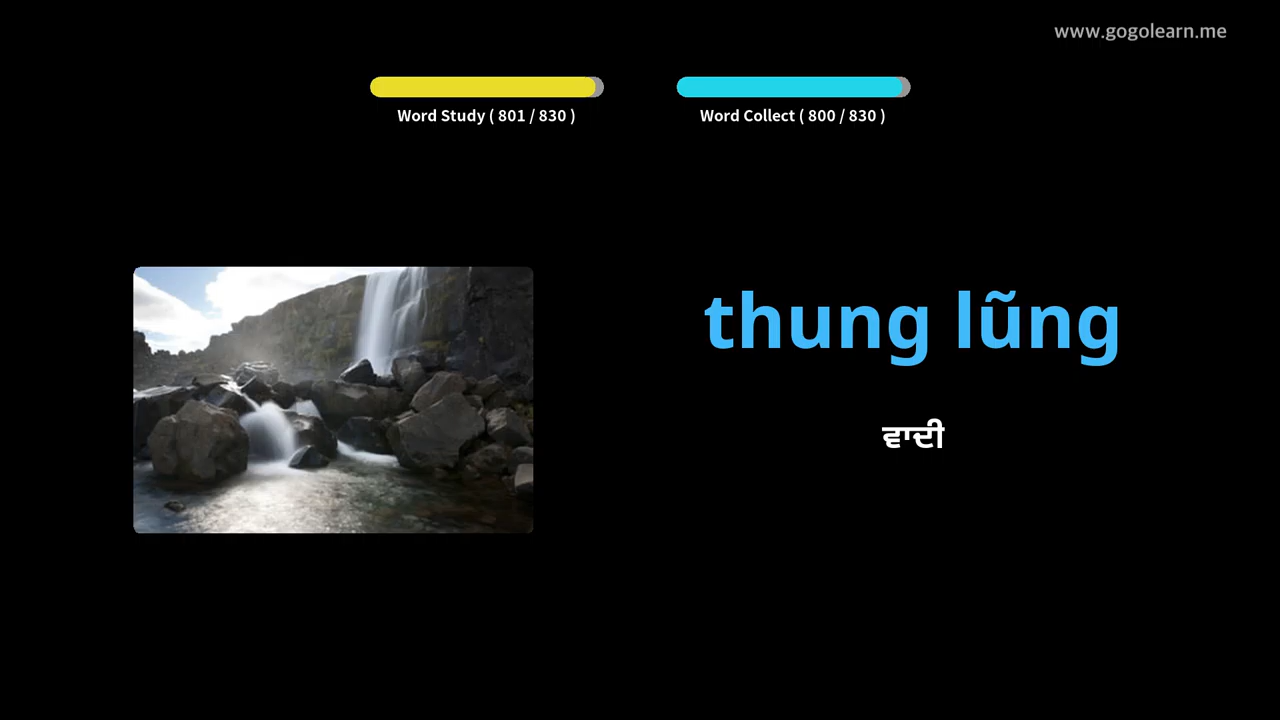 www.gogolearn.me
Word Study ( 801 / 830 )
Word Collect ( 800 / 830 )
thung lũng
ਵਾਦੀ